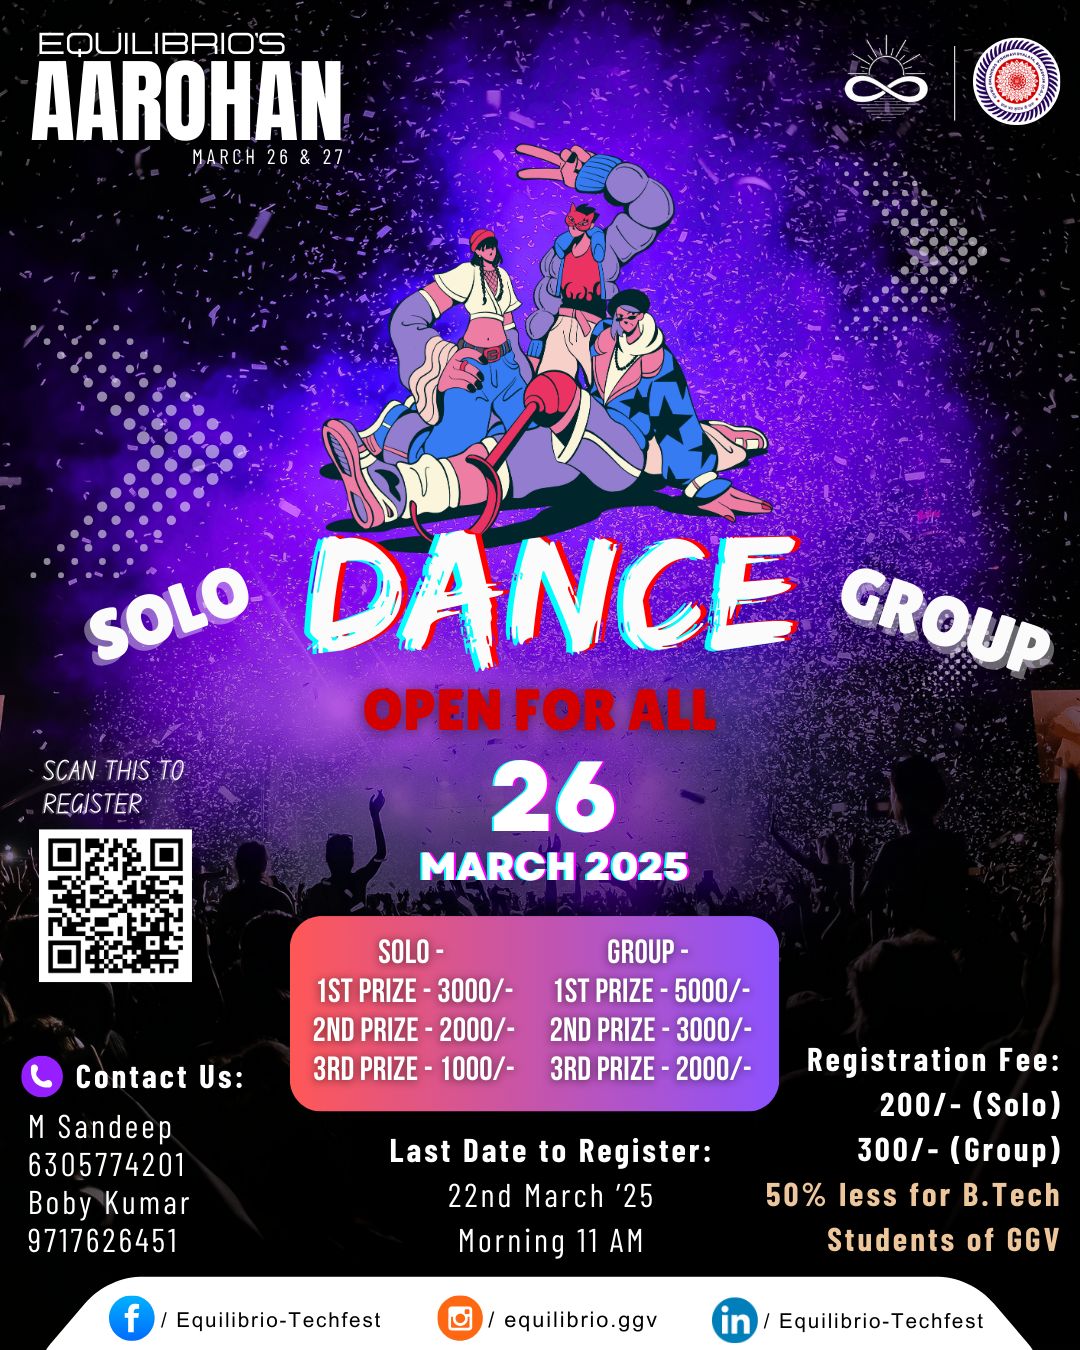 EQUILIBRIO'S
AAROHAN
MARCH 26 & 27
SOLO
DANCE
GROUP
OPEN FOR ALL
26
MARCH 2025
SCAN THIS TO
REGISTER
SOLO -
1ST PRIZE - 3000/-
2ND PRIZE - 2000/-
3RD PRIZE - 1000/-
GROUP -
1ST PRIZE - 5000/-
2ND PRIZE - 3000/-
3RD PRIZE - 2000/-
Contact Us:
M Sandeep
6305774201
Boby Kumar
9717626451
Last Date to Register:
22nd March '25
Morning 11 AM
Registration Fee:
200/- (Solo)
300/- (Group)
50% less for B.Tech
Students of GGV
/ Equilibrio-Techfest
/ equilibrio.ggv
/ Equilibrio-Techfest